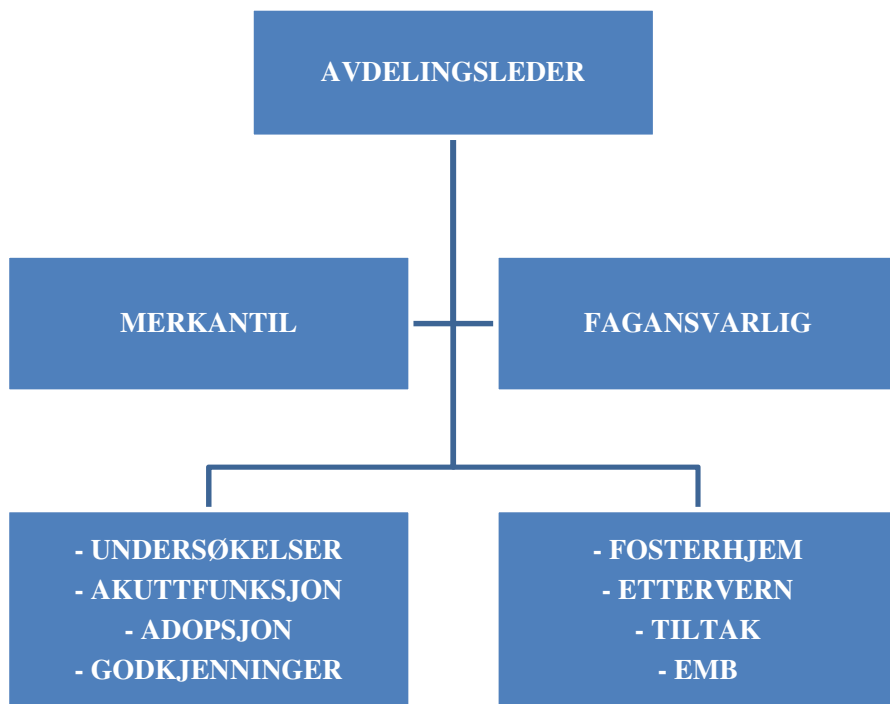 AVDELINGSLEDER
MERKANTIL
FAGANSVARLIG
- UNDERSØKELSER
- AKUTTFUNKSJON
- ADOPSJON
- GODKJENNINGER
- FOSTERHJEM
- ETTERVERN
- TILTAK
- EMB